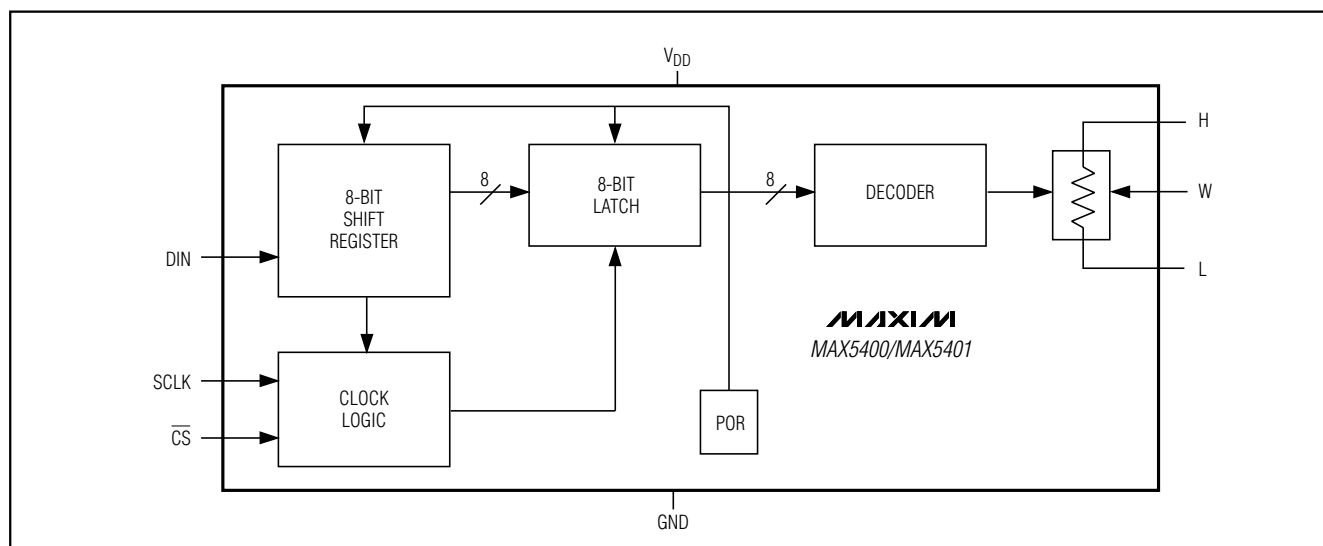 VDD
H
8-BIT
SHIFT
REGISTER
8
8-BIT
LATCH
8
DECODER
W
DIN
L
MAXIM
MAX5400/MAX5401
SCLK
CLOCK
LOGIC
POR
CS
GND